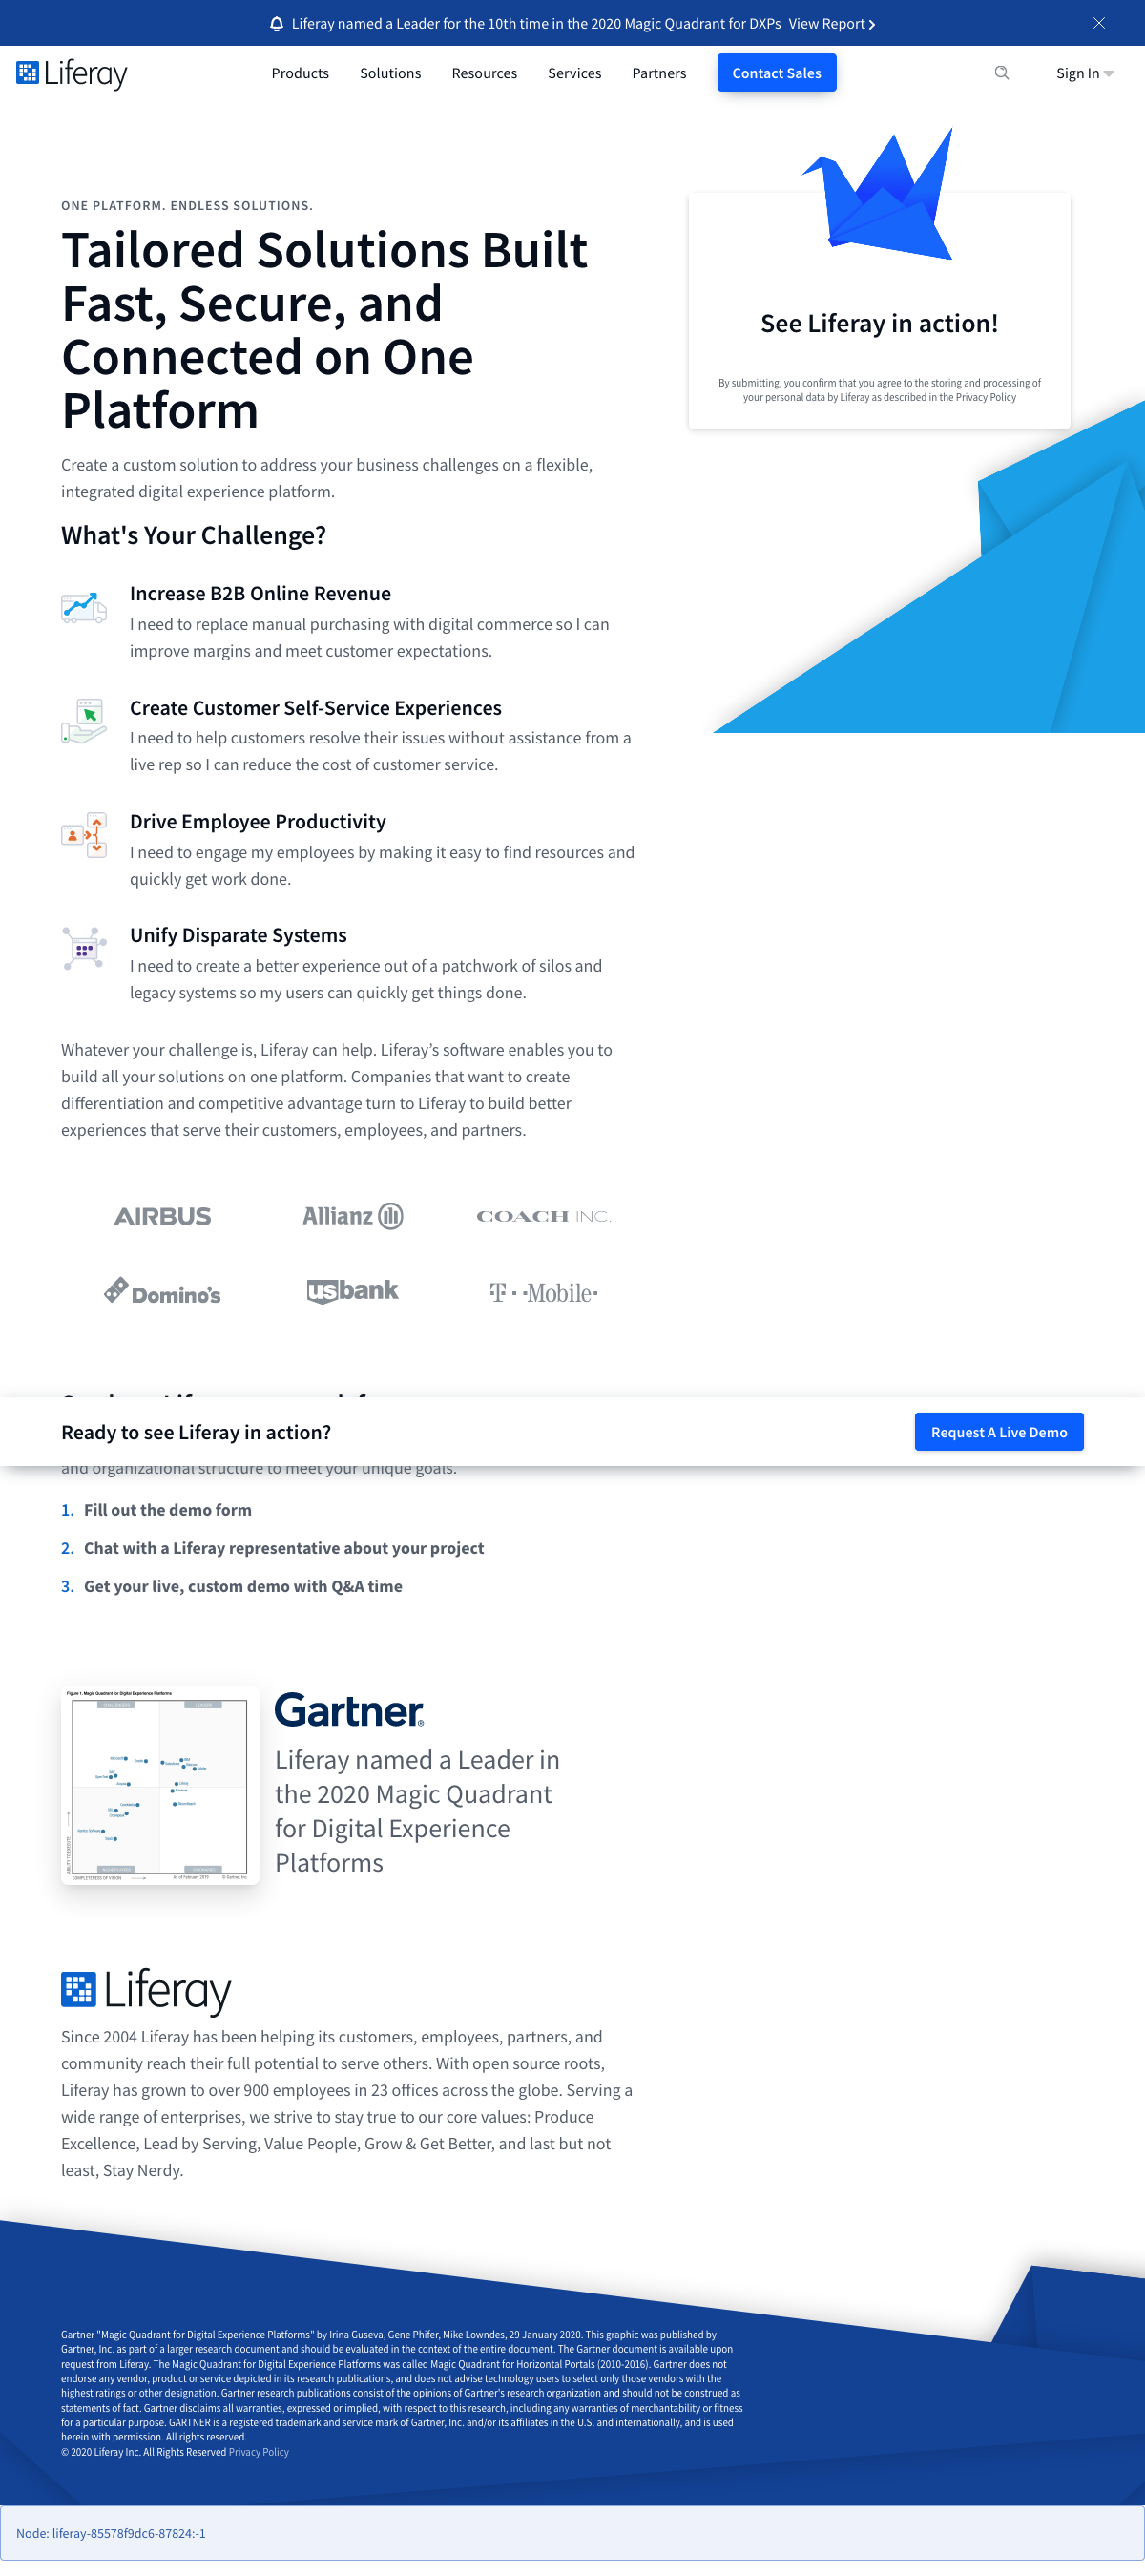 Liferay named a Leader for the 10th time in the 2020 Magic Quadrant for DXPs View Report
Liferay
Products Solutions Resources Services Partners Contact Sales Sign In
ONE PLATFORM. ENDLESS SOLUTIONS.
Tailored Solutions Built
Fast, Secure, and
Connected on One
Platform
Create a custom solution to address your business challenges on a flexible,
integrated digital experience platform.
See Liferay in action!
By submitting, you confirm that you agree to the storing and processing of
your personal data by Liferay as described in the Privacy Policy
What's Your Challenge?
Increase B2B Online Revenue
I need to replace manual purchasing with digital commerce so I can
improve margins and meet customer expectations.
Create Customer Self-Service Experiences
I need to help customers resolve their issues without assistance from a
live rep so I can reduce the cost of customer service.
Drive Employee Productivity
I need to engage my employees by making it easy to find resources and
quickly get work done.
Unify Disparate Systems
I need to create a better experience out of a patchwork of silos and
legacy systems so my users can quickly get things done.
Whatever your challenge is, Liferay can help. Liferay’s software enables you to
build all your solutions on one platform. Companies that want to create
differentiation and competitive advantage turn to Liferay to build better
experiences that serve their customers, employees, and partners.
AIRBUS Allianz COACH INC.
Domino's usbank T··Mobile·
Ready to see Liferay in action? Request A Live Demo
and organizational structure to meet your unique goals.
1. Fill out the demo form
2. Chat with a Liferay representative about your project
3. Get your live, custom demo with Q&A time
Figure 1. Magic Quadrant for Digital Experience Platforms
COMPLETENESS OF VISION As of February 2019 © Gartner, Inc
Gartner®
Liferay named a Leader in
the 2020 Magic Quadrant
for Digital Experience
Platforms
Liferay
Since 2004 Liferay has been helping its customers, employees, partners, and
community reach their full potential to serve others. With open source roots,
Liferay has grown to over 900 employees in 23 offices across the globe. Serving a
wide range of enterprises, we strive to stay true to our core values: Produce
Excellence, Lead by Serving, Value People, Grow & Get Better, and last but not
least, Stay Nerdy.
Gartner "Magic Quadrant for Digital Experience Platforms" by Irina Guseva, Gene Phifer, Mike Lowndes, 29 January 2020. This graphic was published by
Gartner, Inc. as part of a larger research document and should be evaluated in the context of the entire document. The Gartner document is available upon
request from Liferay. The Magic Quadrant for Digital Experience Platforms was called Magic Quadrant for Horizontal Portals (2010-2016). Gartner does not
endorse any vendor, product or service depicted in its research publications, and does not advise technology users to select only those vendors with the
highest ratings or other designation. Gartner research publications consist of the opinions of Gartner's research organization and should not be construed as
statements of fact. Gartner disclaims all warranties, expressed or implied, with respect to this research, including any warranties of merchantability or fitness
for a particular purpose. GARTNER is a registered trademark and service mark of Gartner, Inc. and/or its affiliates in the U.S. and internationally, and is used
herein with permission. All rights reserved.
© 2020 Liferay Inc. All Rights Reserved Privacy Policy
Node: liferay-85578f9dc6-87824:-1